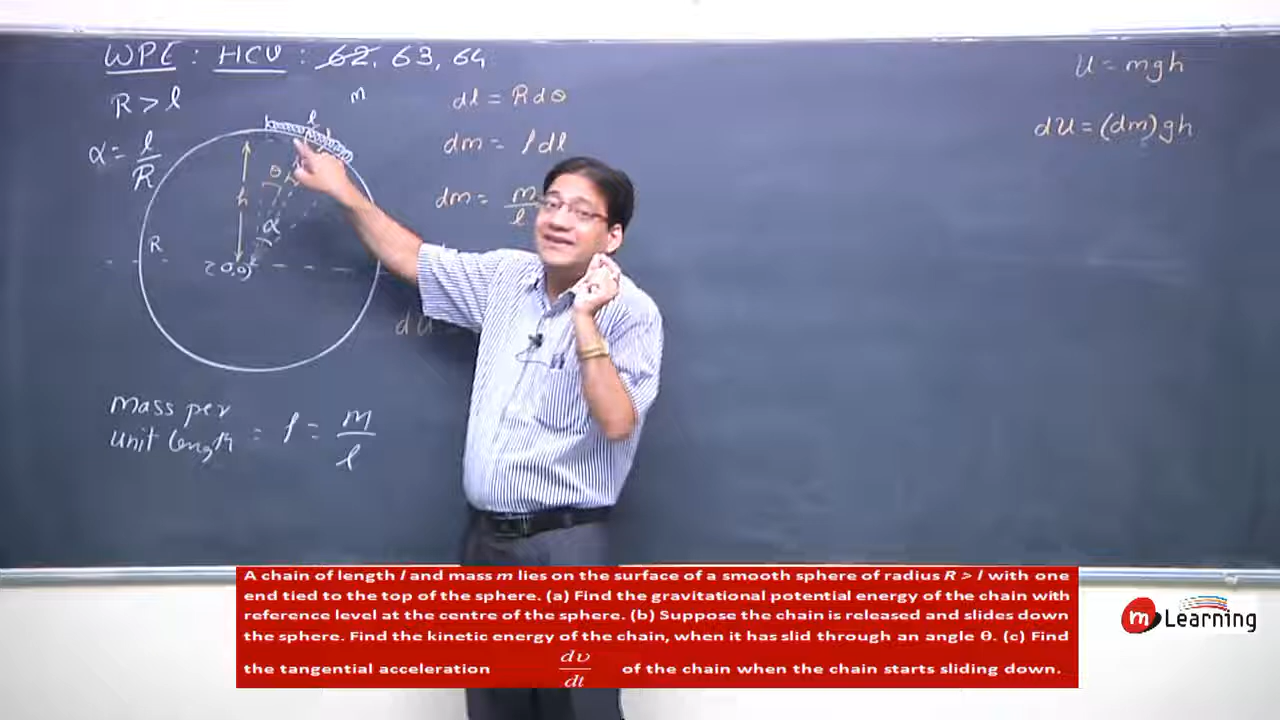 WPE : HCV : 62, 63, 64
R > l
α = l/R
m
l
θ
h
α
R
(0,0)
dl = R dθ
dm = ρ dl
dm = m/l
dU
U = mgh
dU = (dm)gh
mass per
unit length = ρ = m/l
A chain of length l and mass m lies on the surface of a smooth sphere of radius R > l with one
end tied to the top of the sphere. (a) Find the gravitational potential energy of the chain with
reference level at the centre of the sphere. (b) Suppose the chain is released and slides down
the sphere. Find the kinetic energy of the chain, when it has slid through an angle θ. (c) Find
the tangential acceleration dυ/dt of the chain when the chain starts sliding down.
m Learning